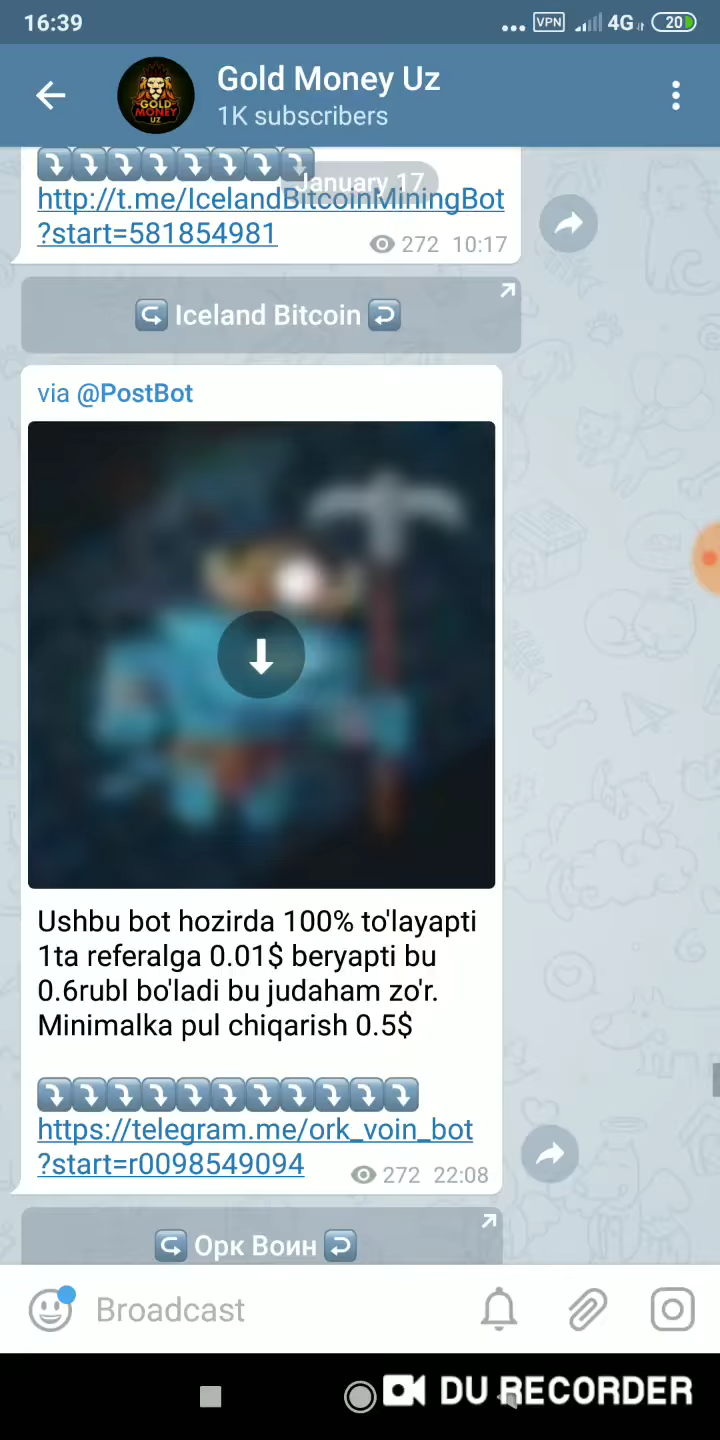 16:39
VPN 4G 20
Gold Money Uz
1K subscribers
GOLD
MONEY
UZ
January 17
http://t.me/IcelandBitcoinMiningBot
?start=581854981
272 10:17
Iceland Bitcoin
via @PostBot
Ushbu bot hozirda 100% to'layapti
1ta referalga 0.01$ beryapti bu
0.6rubl bo'ladi bu judaham zo'r.
Minimalka pul chiqarish 0.5$
https://telegram.me/ork_voin_bot
?start=r0098549094
272 22:08
Орк Воин
Broadcast
DU RECORDER